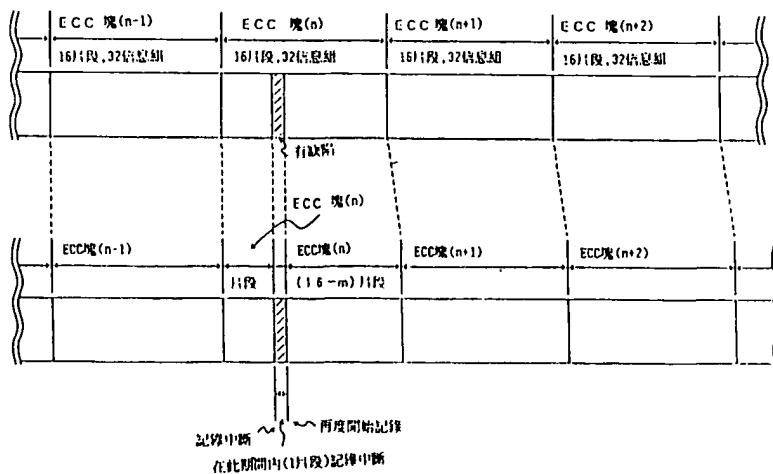 ECC 塊(n-1)
ECC 塊(n)
ECC 塊(n+1)
ECC 塊(n+2)
16片段,32信息組
16片段,32信息組
16片段,32信息組
16片段,32信息組
有缺陷
ECC 塊(n)
ECC塊(n-1)
ECC塊(n)
ECC塊(n+1)
ECC塊(n+2)
片段
(16-m)片段
記錄中斷
再度開始記錄
在此期間內(1片段)記錄中斷